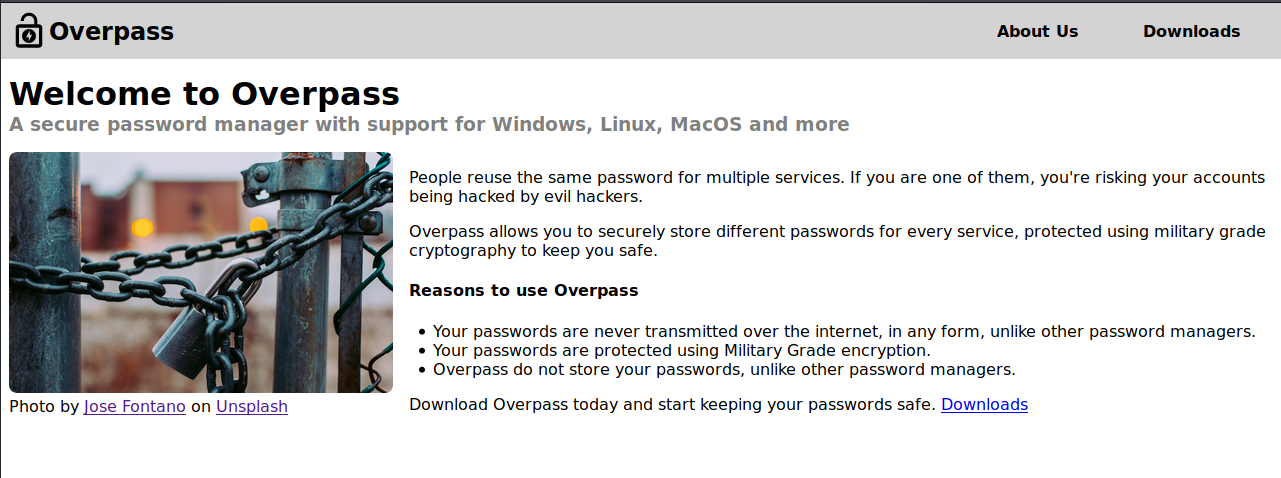 Overpass
About Us
Downloads
Welcome to Overpass
A secure password manager with support for Windows, Linux, MacOS and more
People reuse the same password for multiple services. If you are one of them, you're risking your accounts
being hacked by evil hackers.
Overpass allows you to securely store different passwords for every service, protected using military grade
cryptography to keep you safe.
Reasons to use Overpass
• Your passwords are never transmitted over the internet, in any form, unlike other password managers.
• Your passwords are protected using Military Grade encryption.
• Overpass do not store your passwords, unlike other password managers.
Download Overpass today and start keeping your passwords safe. Downloads
Photo by Jose Fontano on Unsplash